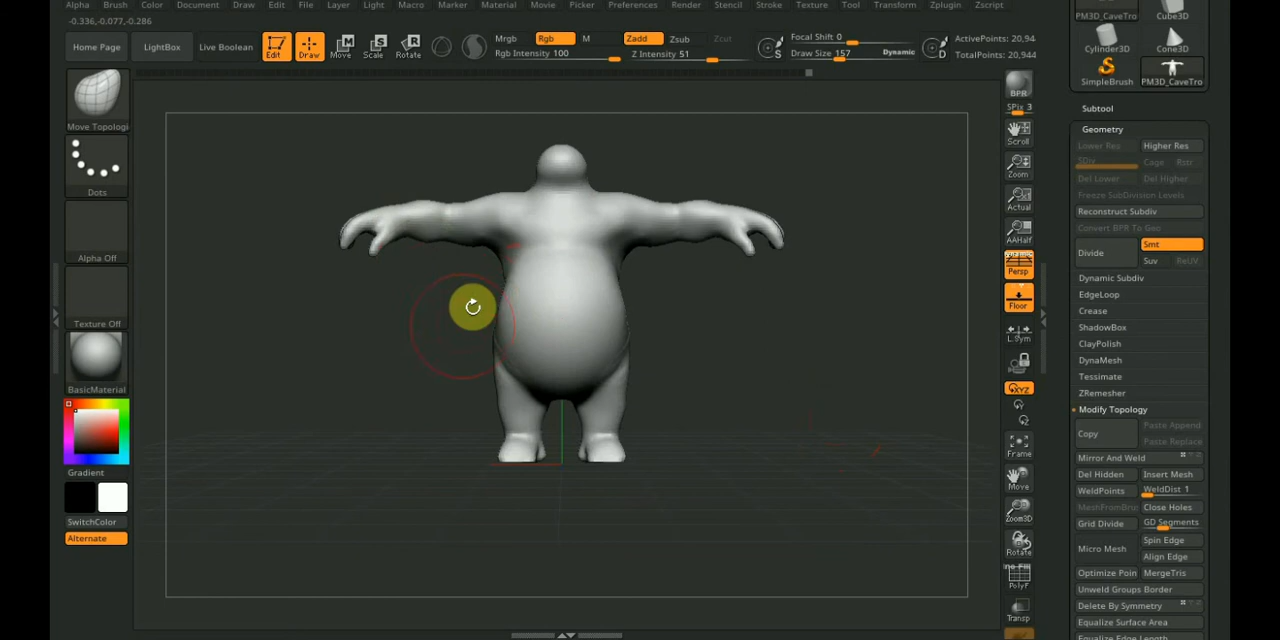 Alpha Brush Color Document Draw Edit File Layer Light Macro Marker Material Movie Picker Preferences Render Stencil Stroke Texture Tool Transform Zplugin Zscript
-0.336,-0.077,-0.286
Home Page LightBox Live Boolean Edit Draw Move Scale Rotate
Mrgb Rgb M Zadd Zsub Zcut
Rgb Intensity 100 Z Intensity 51
S Focal Shift 0
Draw Size 157 Dynamic
D ActivePoints: 20,94
TotalPoints: 20,944
PM3D_CaveTro Cube3D
Cylinder3D Cone3D
SimpleBrush PM3D_CaveTro
Move Topologi
Dots
Alpha Off
Texture Off
BasicMaterial
Gradient
SwitchColor
Alternate
BPR
SPix 3
Scroll
Zoom
Actual
AAHalf
Persp
Floor
L.Sym
XYZ
Frame
Move
Zoom3D
Rotate
PolyF
Transp
Subtool
Geometry
Lower Res Higher Res
SDiv Cage Rstr
Del Lower Del Higher
Freeze SubDivision Levels
Reconstruct Subdiv
Convert BPR To Geo
Divide Smt
Suv ReUV
Dynamic Subdiv
EdgeLoop
Crease
ShadowBox
ClayPolish
DynaMesh
Tessimate
ZRemesher
Modify Topology
Copy Paste Append
Paste Replace
Mirror And Weld
Del Hidden Insert Mesh
WeldPoints WeldDist 1
MeshFromBru Close Holes
Grid Divide GD Segments
Micro Mesh Spin Edge
Align Edge
Optimize Poin MergeTris
Unweld Groups Border
Delete By Symmetry
Equalize Surface Area